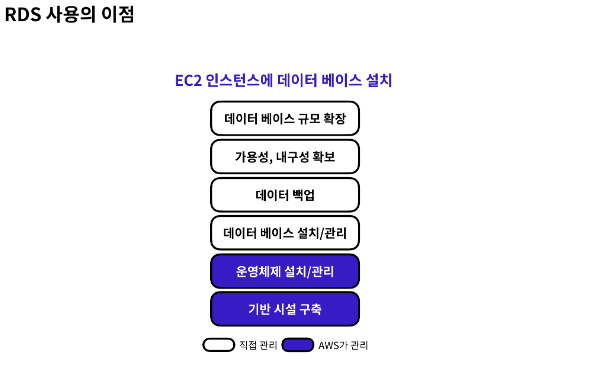 RDS 사용의 이점
EC2 인스턴스에 데이터 베이스 설치
데이터 베이스 규모 확장
가용성, 내구성 확보
데이터 백업
데이터 베이스 설치/관리
운영체제 설치/관리
기반 시설 구축
직접 관리 AWS가 관리